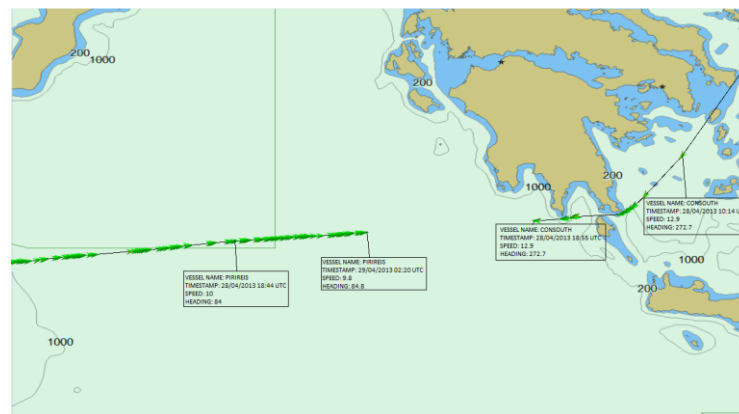 200
1000
200
1000
200
VESSEL NAME: CONSOUTH
TIMESTAMP: 28/04/2013 10:14 U
SPEED: 12.9
HEADING: 272.7
VESSEL NAME: CONSOUTH
TIMESTAMP: 28/04/2013 18:55 UTC
SPEED: 12.9
HEADING: 272.7
1000
200
VESSEL NAME: PIRIREIS
TIMESTAMP: 29/04/2013 02:20 UTC
SPEED: 9.8
HEADING: 84.8
VESSEL NAME: PIRIREIS
TIMESTAMP: 28/04/2013 18:44 UTC
SPEED: 10
HEADING: 84
1000